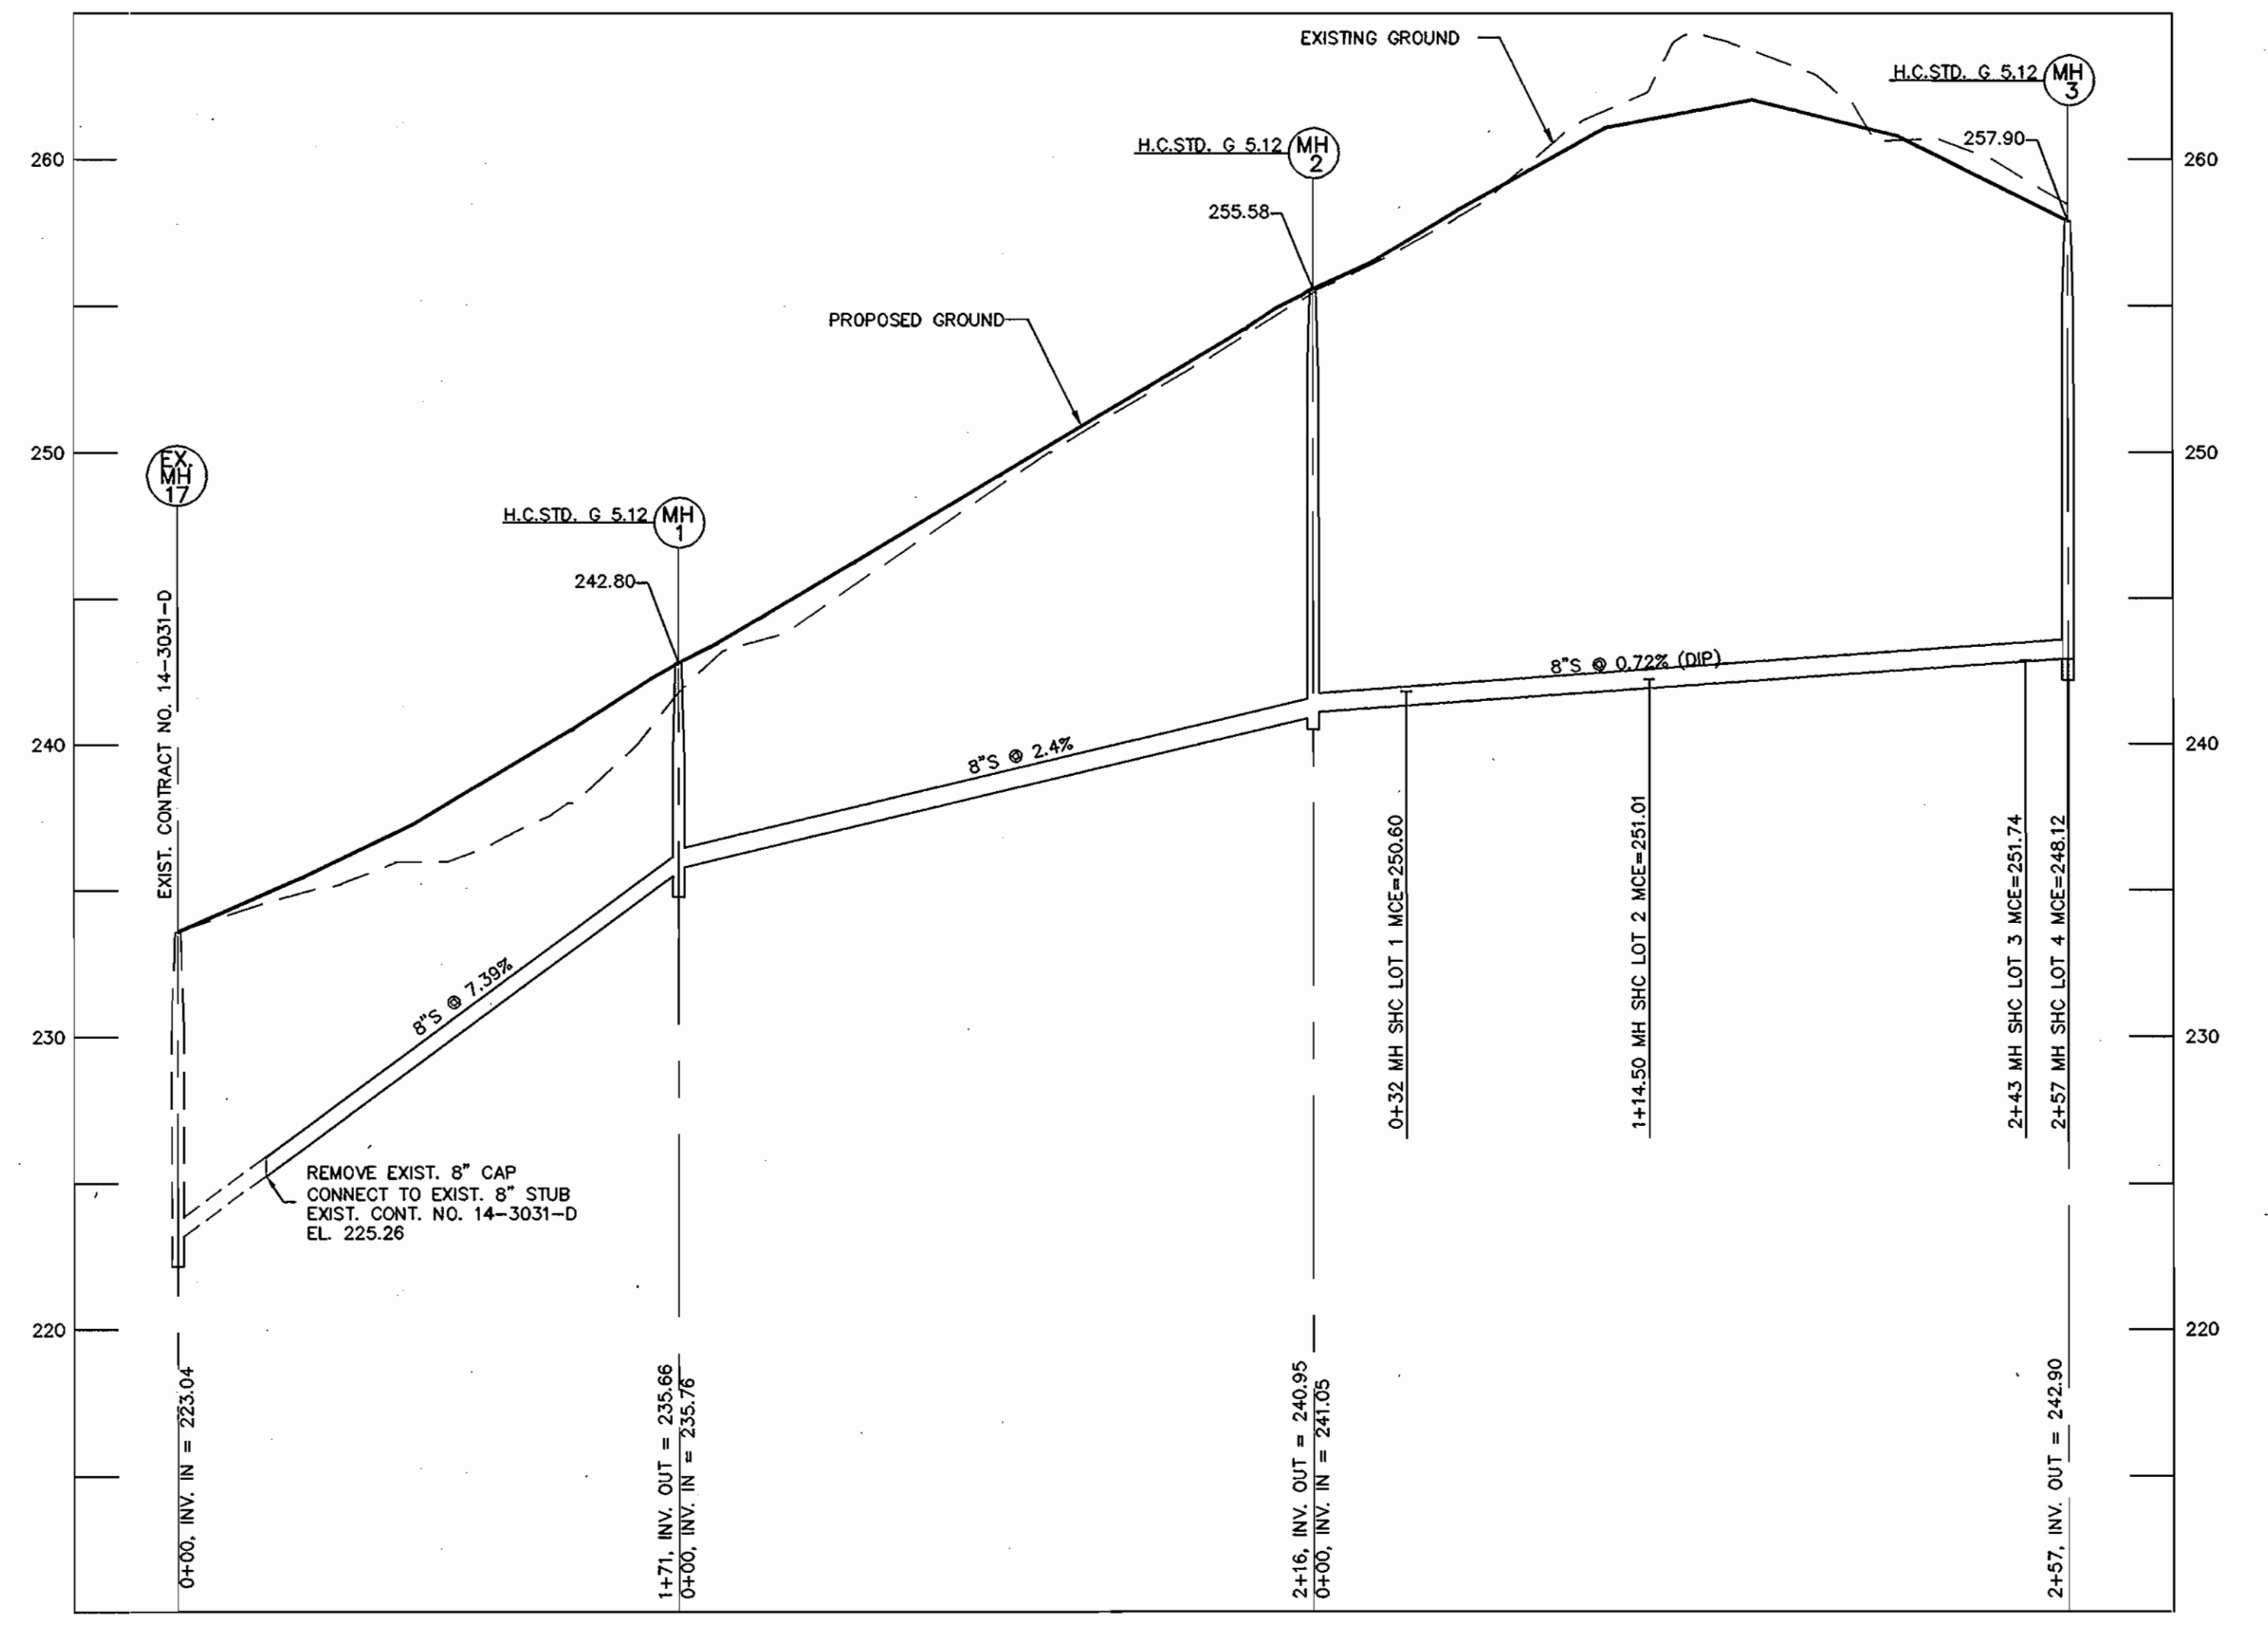 EXISTING GROUND
H.C.STD. G 5.12
MH
3
H.C.STD. G 5.12
MH
2
257.90
260
260
255.58
PROPOSED GROUND
250
250
EX.
MH
17
H.C.STD. G 5.12
MH
1
242.80
EXIST. CONTRACT NO. 14-3031-D
8"S @ 0.72% (DIP)
8"S @ 2.4%
240
240
0+32 MH SHC LOT 1 MCE=250.60
1+14.50 MH SHC LOT 2 MCE=251.01
2+43 MH SHC LOT 3 MCE=251.74
2+57 MH SHC LOT 4 MCE=248.12
8"S @ 7.39%
230
230
REMOVE EXIST. 8" CAP
CONNECT TO EXIST. 8" STUB
EXIST. CONT. NO. 14-3031-D
EL. 225.26
220
220
0+00, INV. IN = 223.04
1+71, INV. OUT = 235.66
0+00, INV. IN = 235.76
2+16, INV. OUT = 240.95
0+00, INV. IN = 241.05
2+57, INV. OUT = 242.90